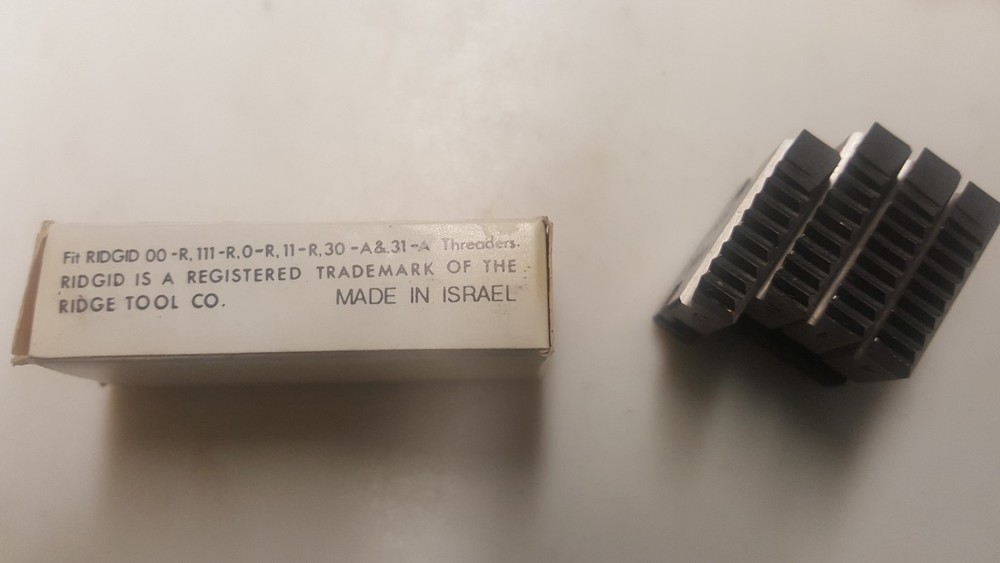 Fit RIDGID 00-R, 111-R, 0-R, 11-R, 30-A & 31-A Threaders.
RIDGID IS A REGISTERED TRADEMARK OF THE
RIDGE TOOL CO. MADE IN ISRAEL